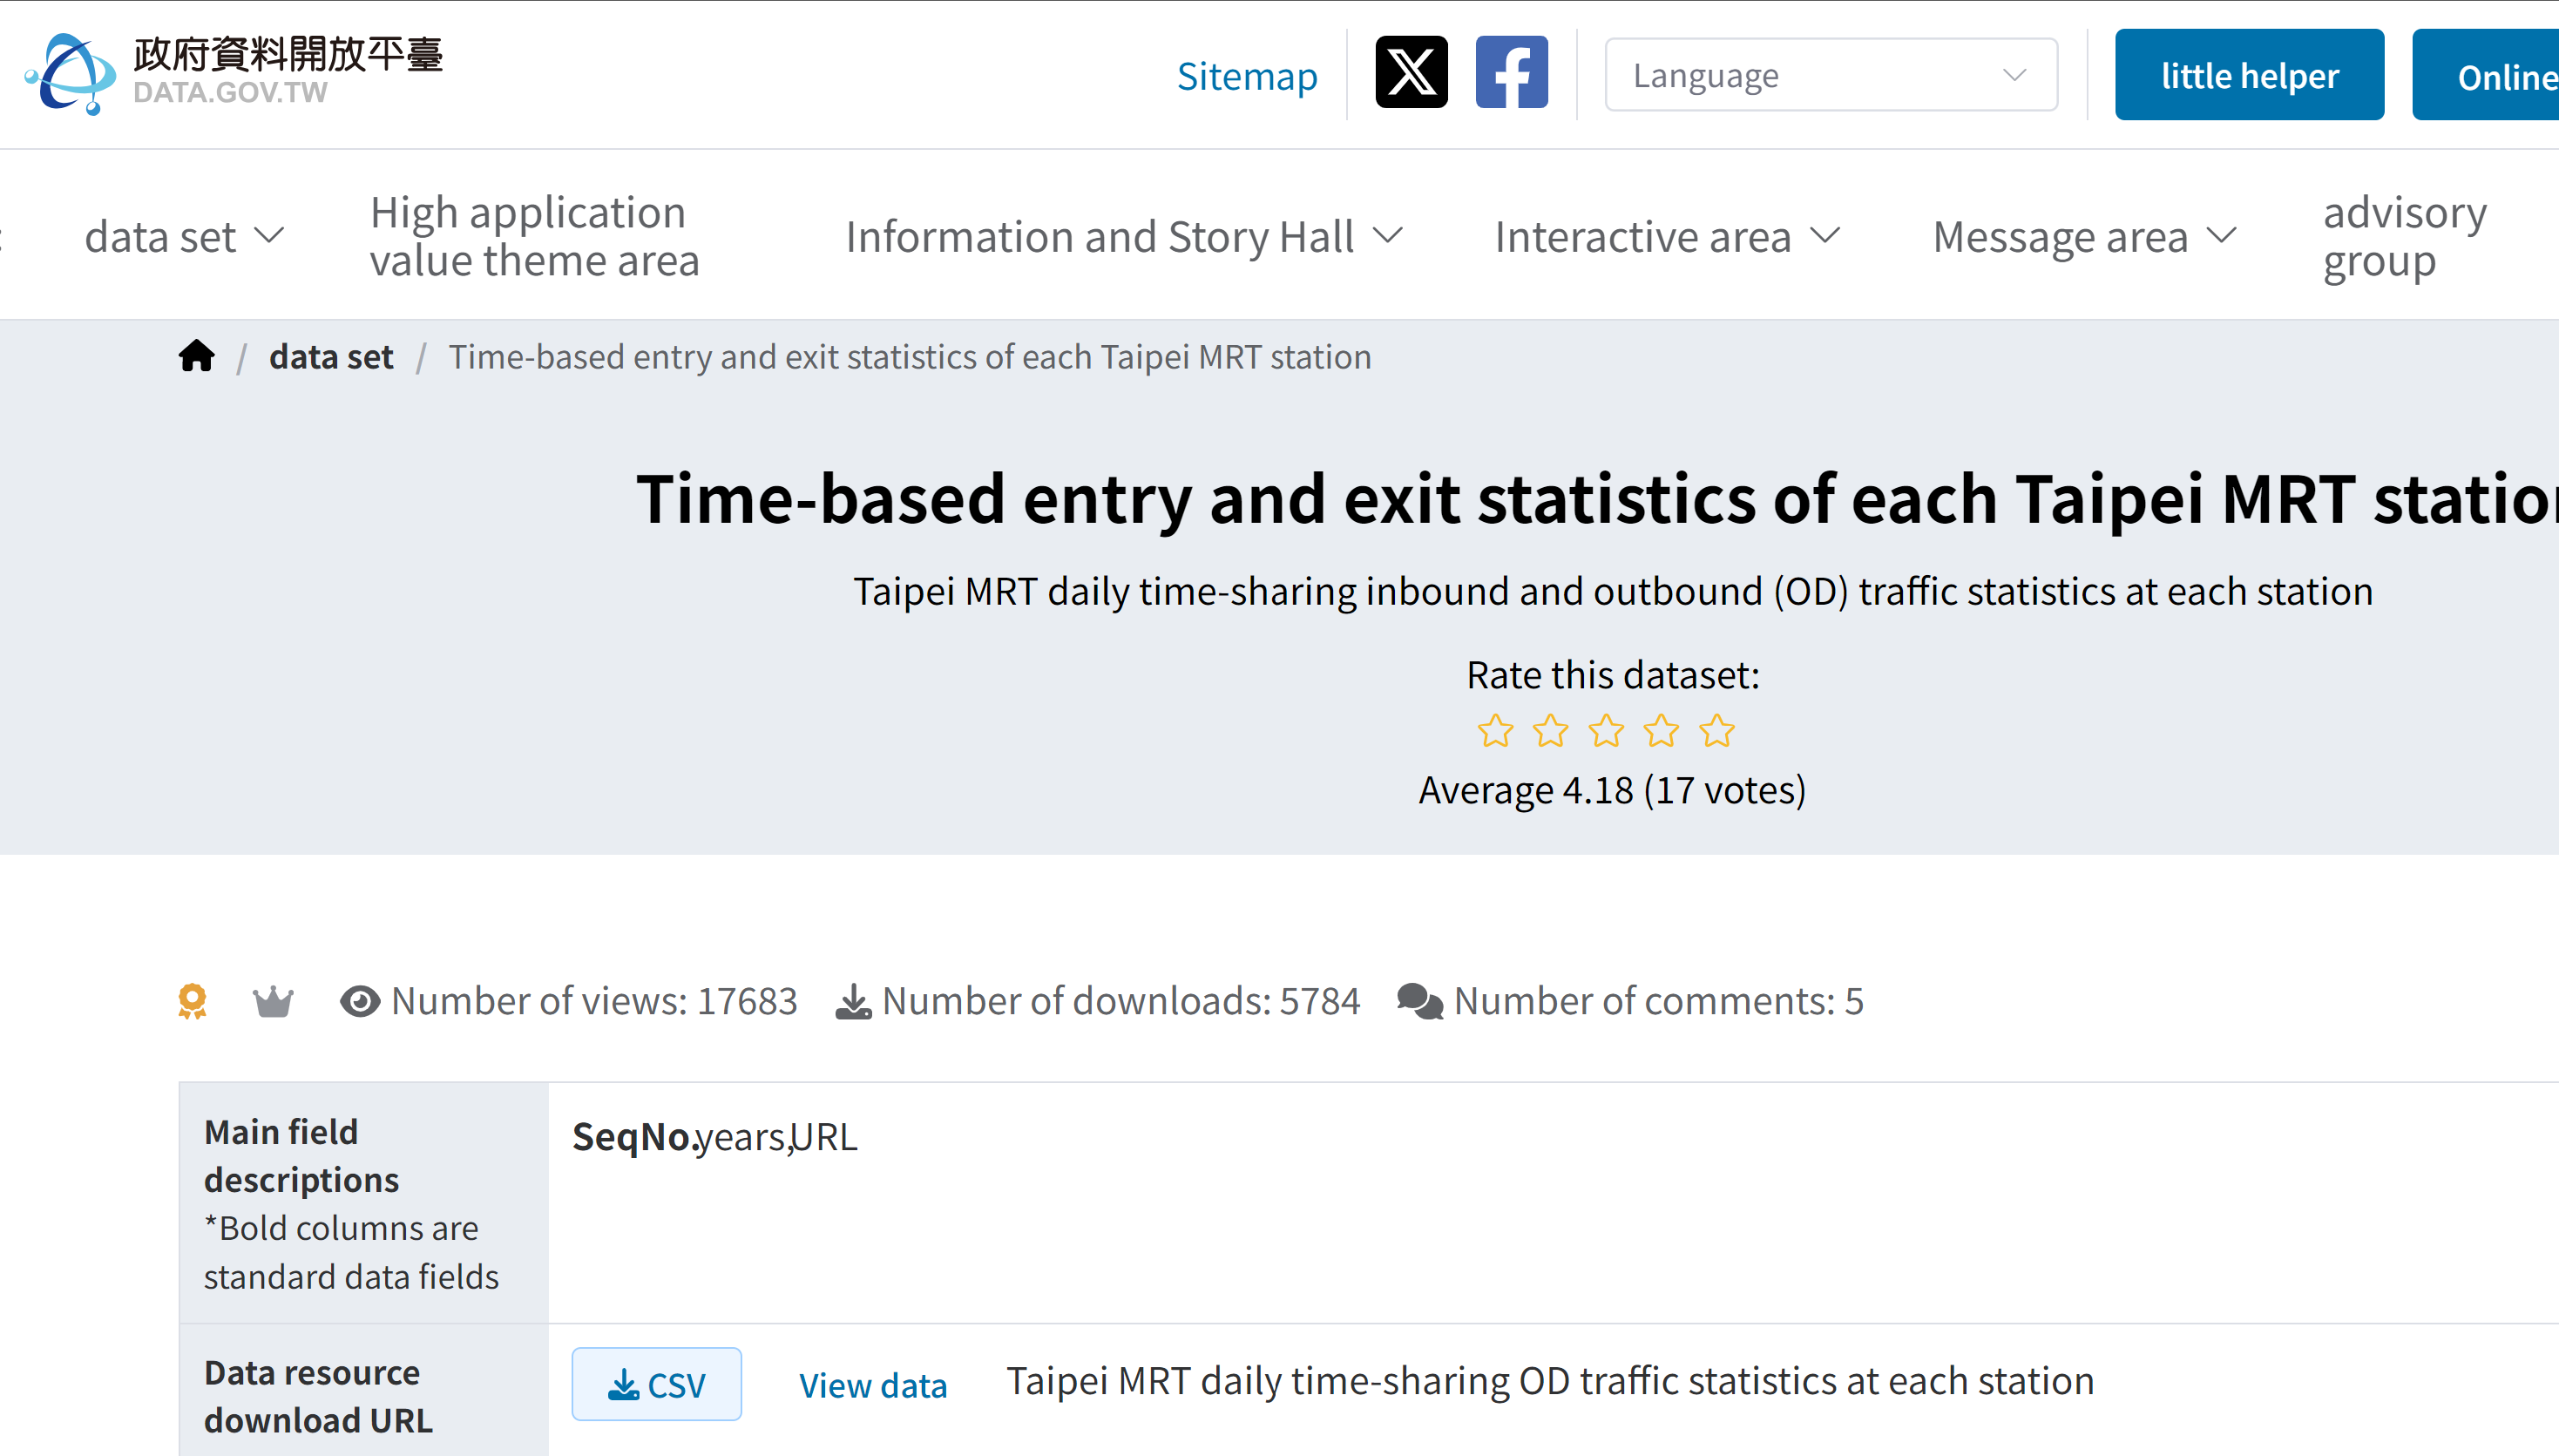 政府資料開放平臺
DATA.GOV.TW
Sitemap
Language
little helper
Online
data set
High application
value theme area
Information and Story Hall
Interactive area
Message area
advisory
group
/ data set / Time-based entry and exit statistics of each Taipei MRT station
Time-based entry and exit statistics of each Taipei MRT station
Taipei MRT daily time-sharing inbound and outbound (OD) traffic statistics at each station
Rate this dataset:
Average 4.18 (17 votes)
Number of views: 17683
Number of downloads: 5784
Number of comments: 5
Main field
descriptions
*Bold columns are
standard data fields
SeqNo.years,URL
Data resource
download URL
CSV
View data
Taipei MRT daily time-sharing OD traffic statistics at each station